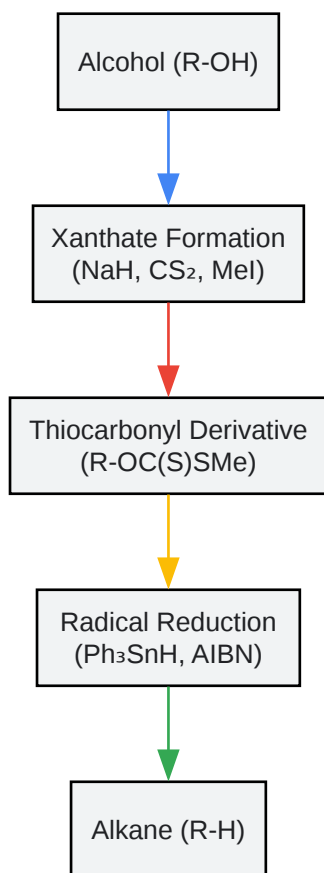 Alcohol (R-OH)
Xanthate Formation
(NaH, CS₂, MeI)
Thiocarbonyl Derivative
(R-OC(S)SMe)
Radical Reduction
(Ph₃SnH, AIBN)
Alkane (R-H)